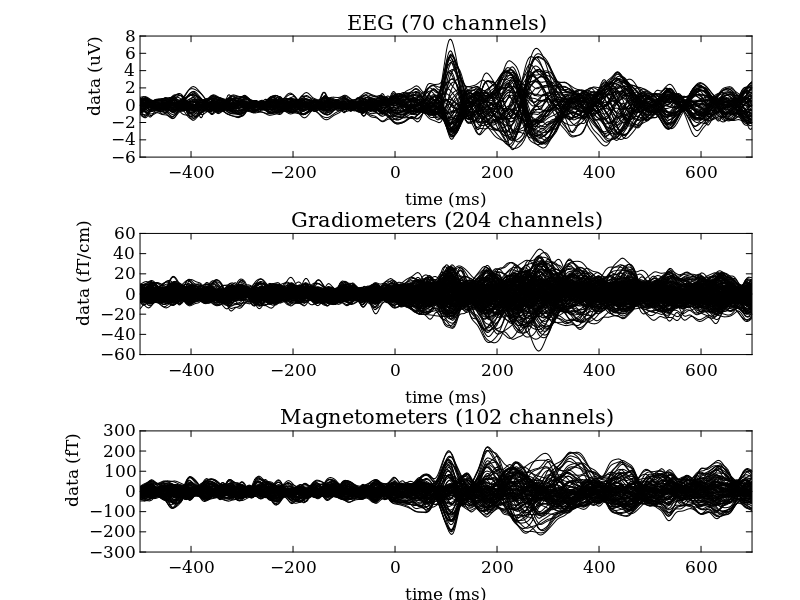 EEG (70 channels)
data (uV)
8
6
4
2
0
−2
−4
−6
−400 −200 0 200 400 600
time (ms)
Gradiometers (204 channels)
data (fT/cm)
60
40
20
0
−20
−40
−60
−400 −200 0 200 400 600
time (ms)
Magnetometers (102 channels)
data (fT)
300
200
100
0
−100
−200
−300
−400 −200 0 200 400 600
time (ms)